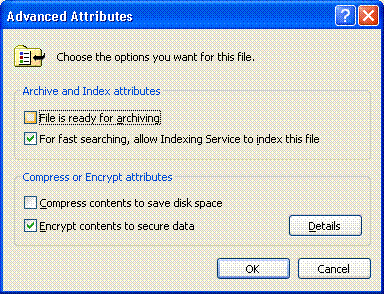 Advanced Attributes
Choose the options you want for this file.
Archive and Index attributes
File is ready for archiving
For fast searching, allow Indexing Service to index this file
Compress or Encrypt attributes
Compress contents to save disk space
Encrypt contents to secure data
Details
OK
Cancel